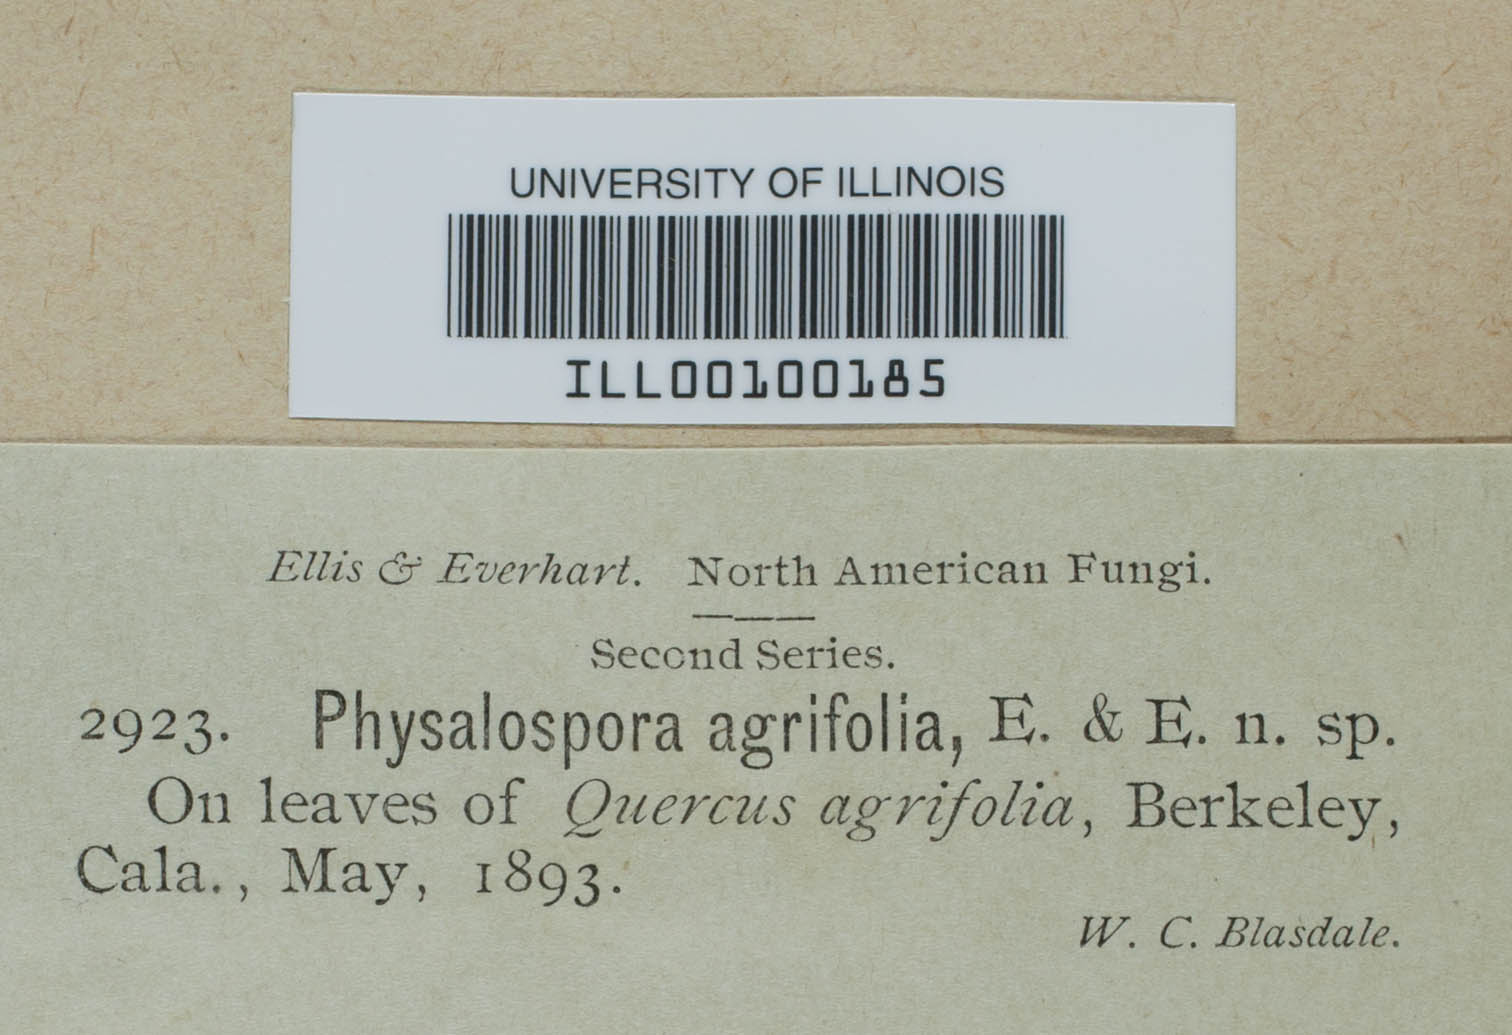 UNIVERSITY OF ILLINOIS
ILL00100185
Ellis & Everhart. North American Fungi.
Second Series.
2923. Physalospora agrifolia, E. & E. n. sp.
On leaves of Quercus agrifolia, Berkeley,
Cala., May, 1893.
W. C. Blasdale.